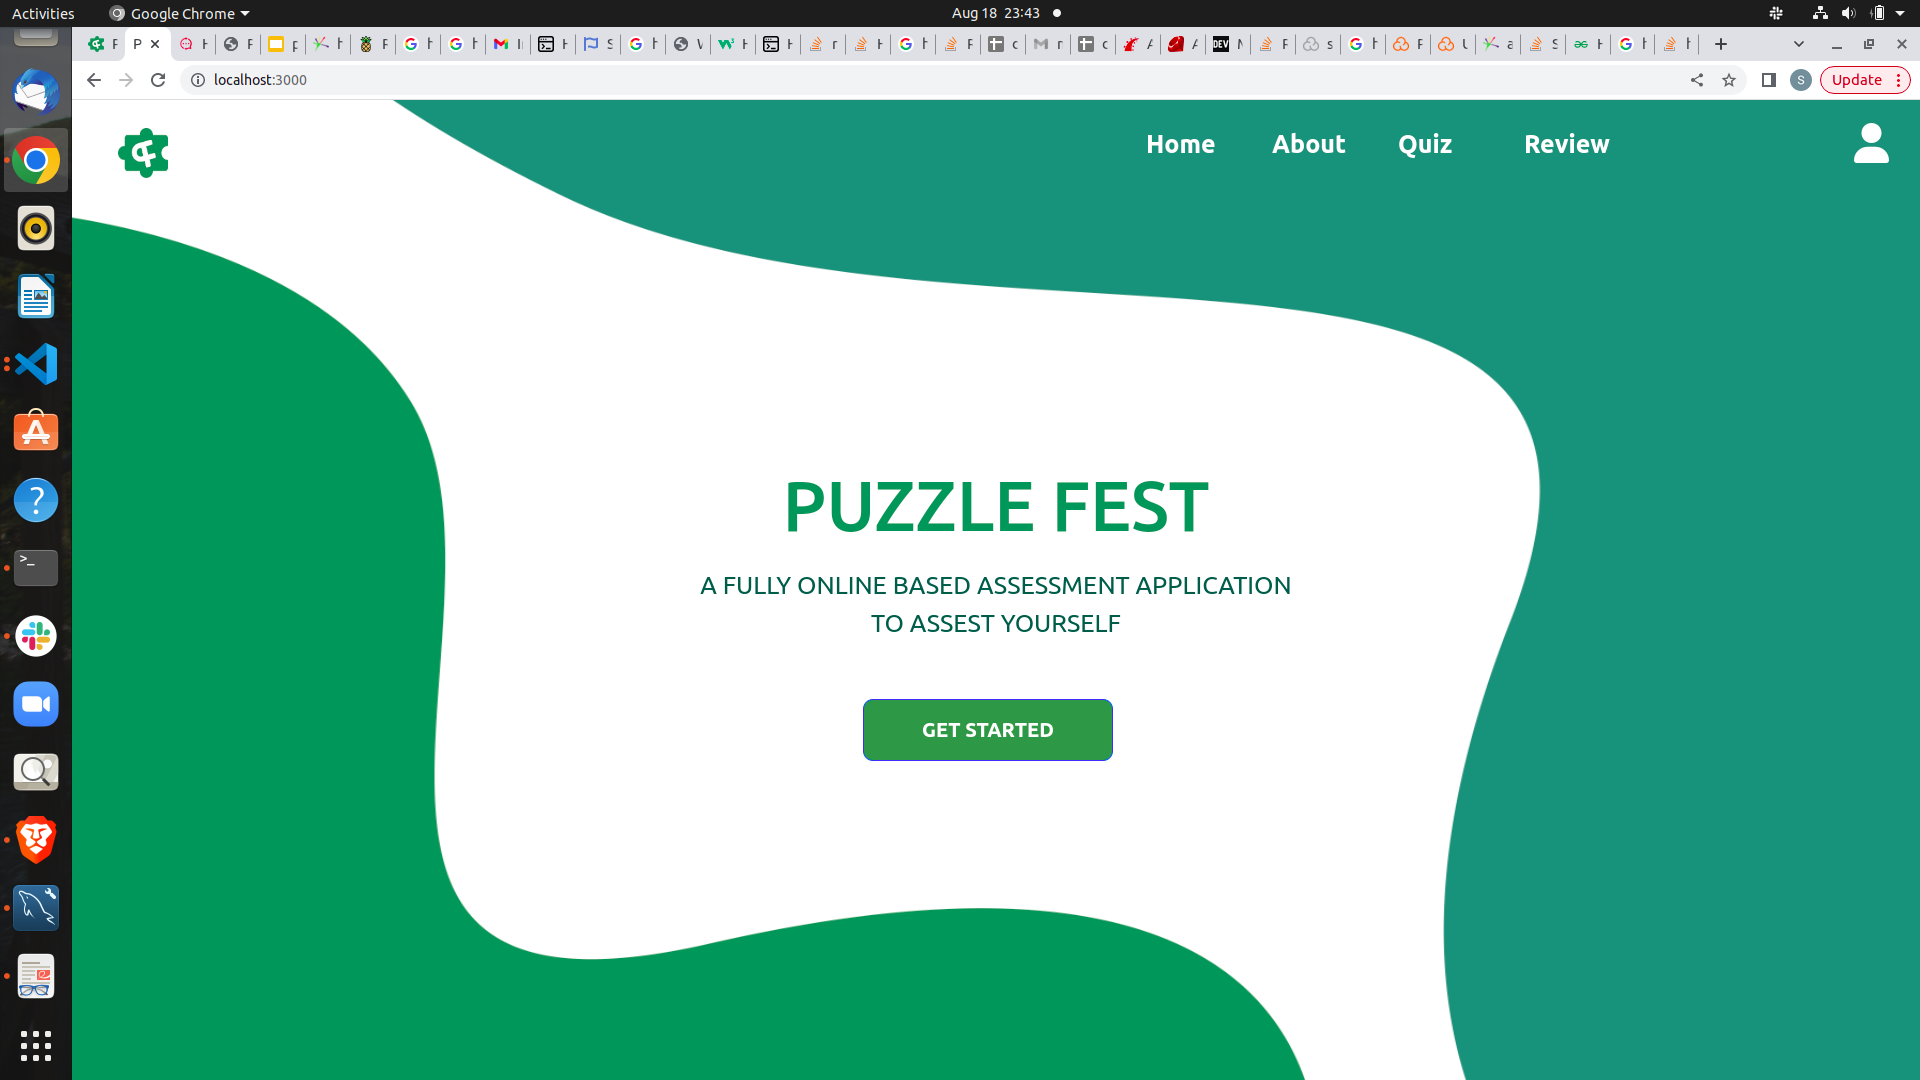 Activities
Google Chrome
Aug 18 23:43
localhost:3000
S
Update
Home About Quiz Review
PUZZLE FEST
A FULLY ONLINE BASED ASSESSMENT APPLICATION
TO ASSEST YOURSELF
GET STARTED